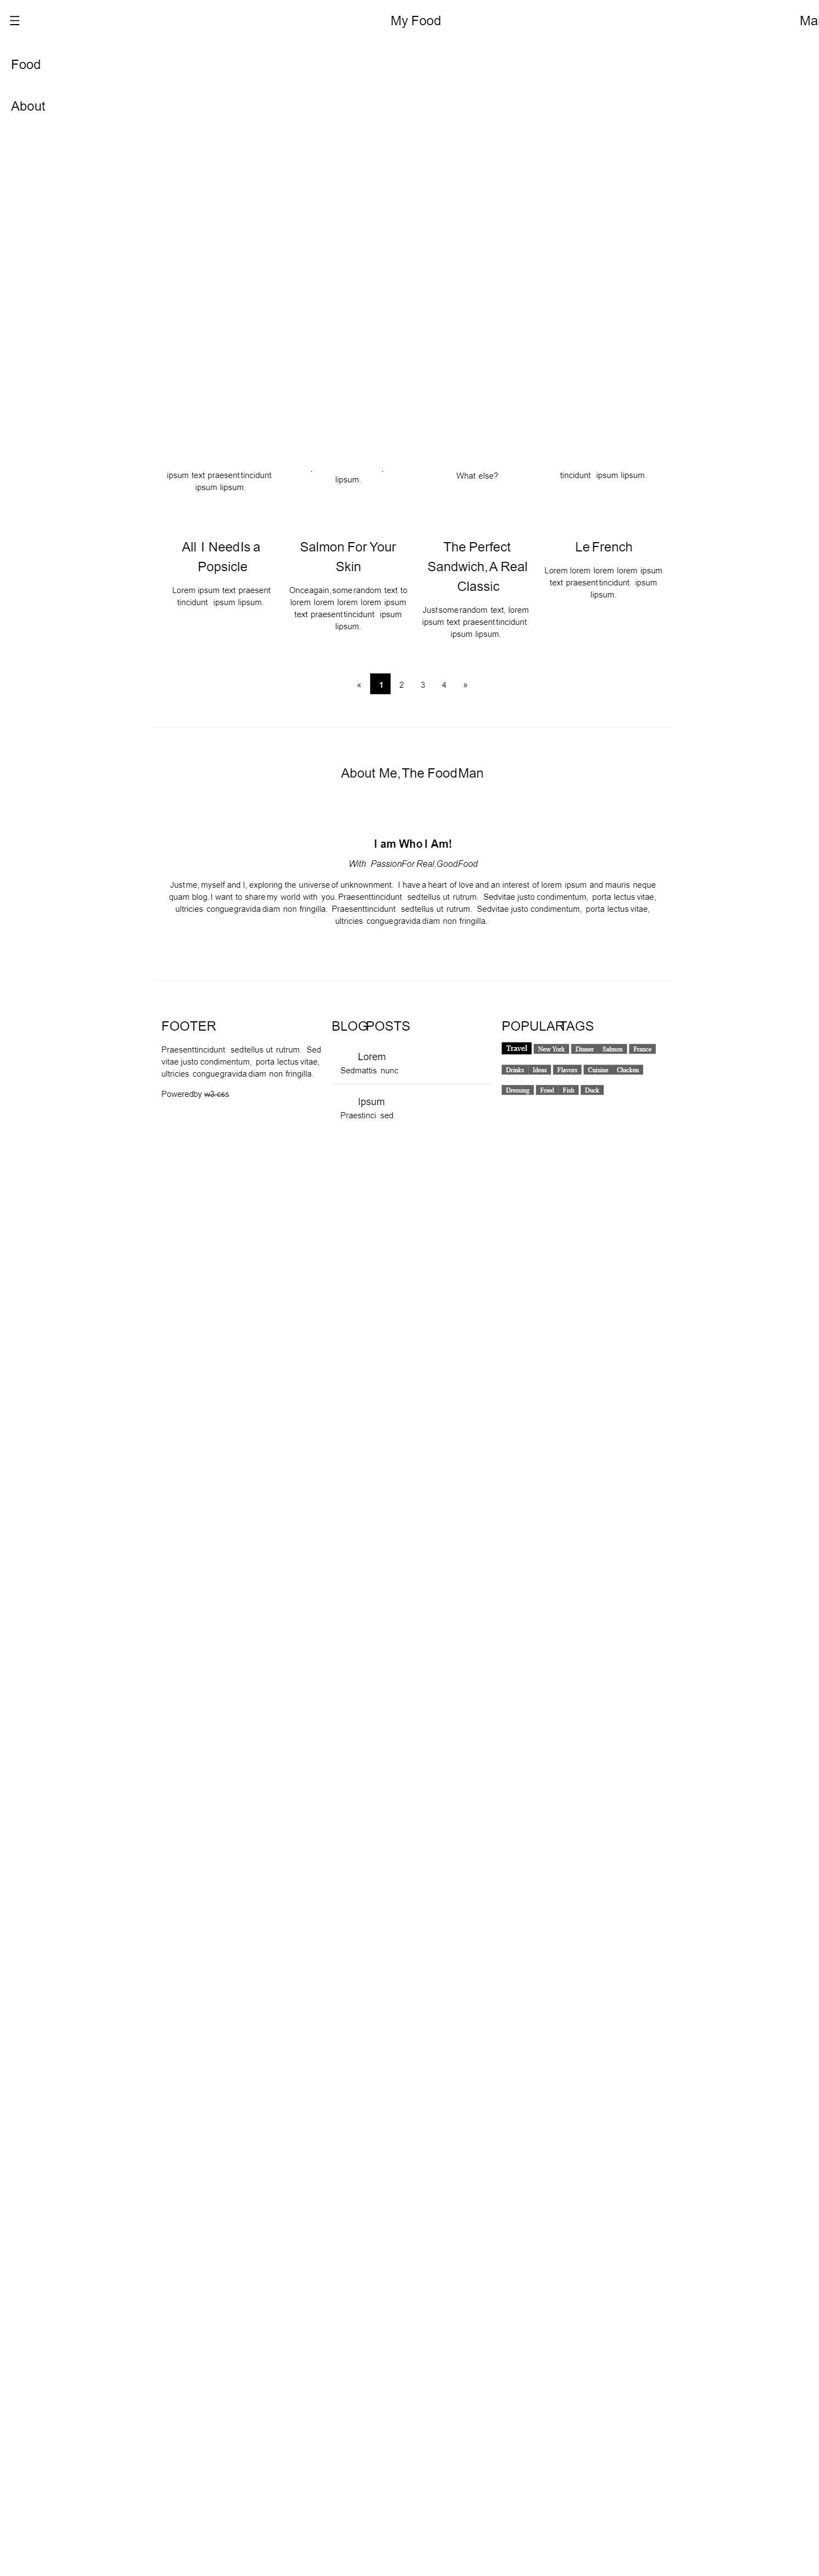 ☰ My Food Ma
Food
About
ipsum text praesent tincidunt
ipsum lipsum.
lipsum.
What else?
tincidunt ipsum lipsum.
All I Need Is a
Popsicle
Lorem ipsum text praesent
tincidunt ipsum lipsum.
Salmon For Your
Skin
Once again, some random text to
lorem lorem lorem lorem ipsum
text praesent tincidunt ipsum
lipsum.
The Perfect
Sandwich, A Real
Classic
Just some random text, lorem
ipsum text praesent tincidunt
ipsum lipsum.
Le French
Lorem lorem lorem lorem ipsum
text praesent tincidunt ipsum
lipsum.
« 1 2 3 4 »
About Me, The Food Man
I am Who I Am!
With Passion For Real, Good Food
Just me, myself and I, exploring the universe of unknownment. I have a heart of love and an interest of lorem ipsum and mauris neque
quam blog. I want to share my world with you. Praesent tincidunt sed tellus ut rutrum. Sed vitae justo condimentum, porta lectus vitae,
ultricies congue gravida diam non fringilla. Praesent tincidunt sed tellus ut rutrum. Sed vitae justo condimentum, porta lectus vitae,
ultricies congue gravida diam non fringilla.
FOOTER
Praesent tincidunt sed tellus ut rutrum. Sed
vitae justo condimentum, porta lectus vitae,
ultricies congue gravida diam non fringilla.
Powered by w3.css
BLOG POSTS
Lorem
Sed mattis nunc
Ipsum
Praes tinci sed
POPULAR TAGS
Travel New York Dinner Salmon France
Drinks Ideas Flavors Cuisine Chicken
Dressing Fried Fish Duck